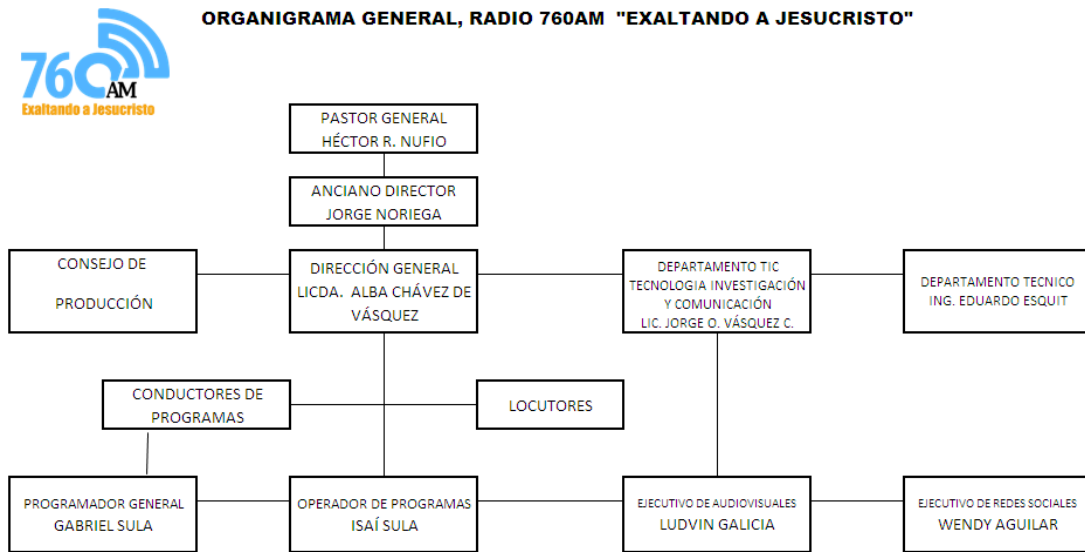 ORGANIGRAMA GENERAL, RADIO 760AM "EXALTANDO A JESUCRISTO"
760 AM
Exaltando a Jesucristo
PASTOR GENERAL
HÉCTOR R. NUFIO
ANCIANO DIRECTOR
JORGE NORIEGA
CONSEJO DE
PRODUCCIÓN
DIRECCIÓN GENERAL
LICDA. ALBA CHÁVEZ DE
VÁSQUEZ
DEPARTAMENTO TIC
TECNOLOGIA INVESTIGACIÓN
Y COMUNICACIÓN
LIC. JORGE O. VÁSQUEZ C.
DEPARTAMENTO TECNICO
ING. EDUARDO ESQUIT
CONDUCTORES DE
PROGRAMAS
LOCUTORES
PROGRAMADOR GENERAL
GABRIEL SULA
OPERADOR DE PROGRAMAS
ISAÍ SULA
EJECUTIVO DE AUDIOVISUALES
LUDVIN GALICIA
EJECUTIVO DE REDES SOCIALES
WENDY AGUILAR